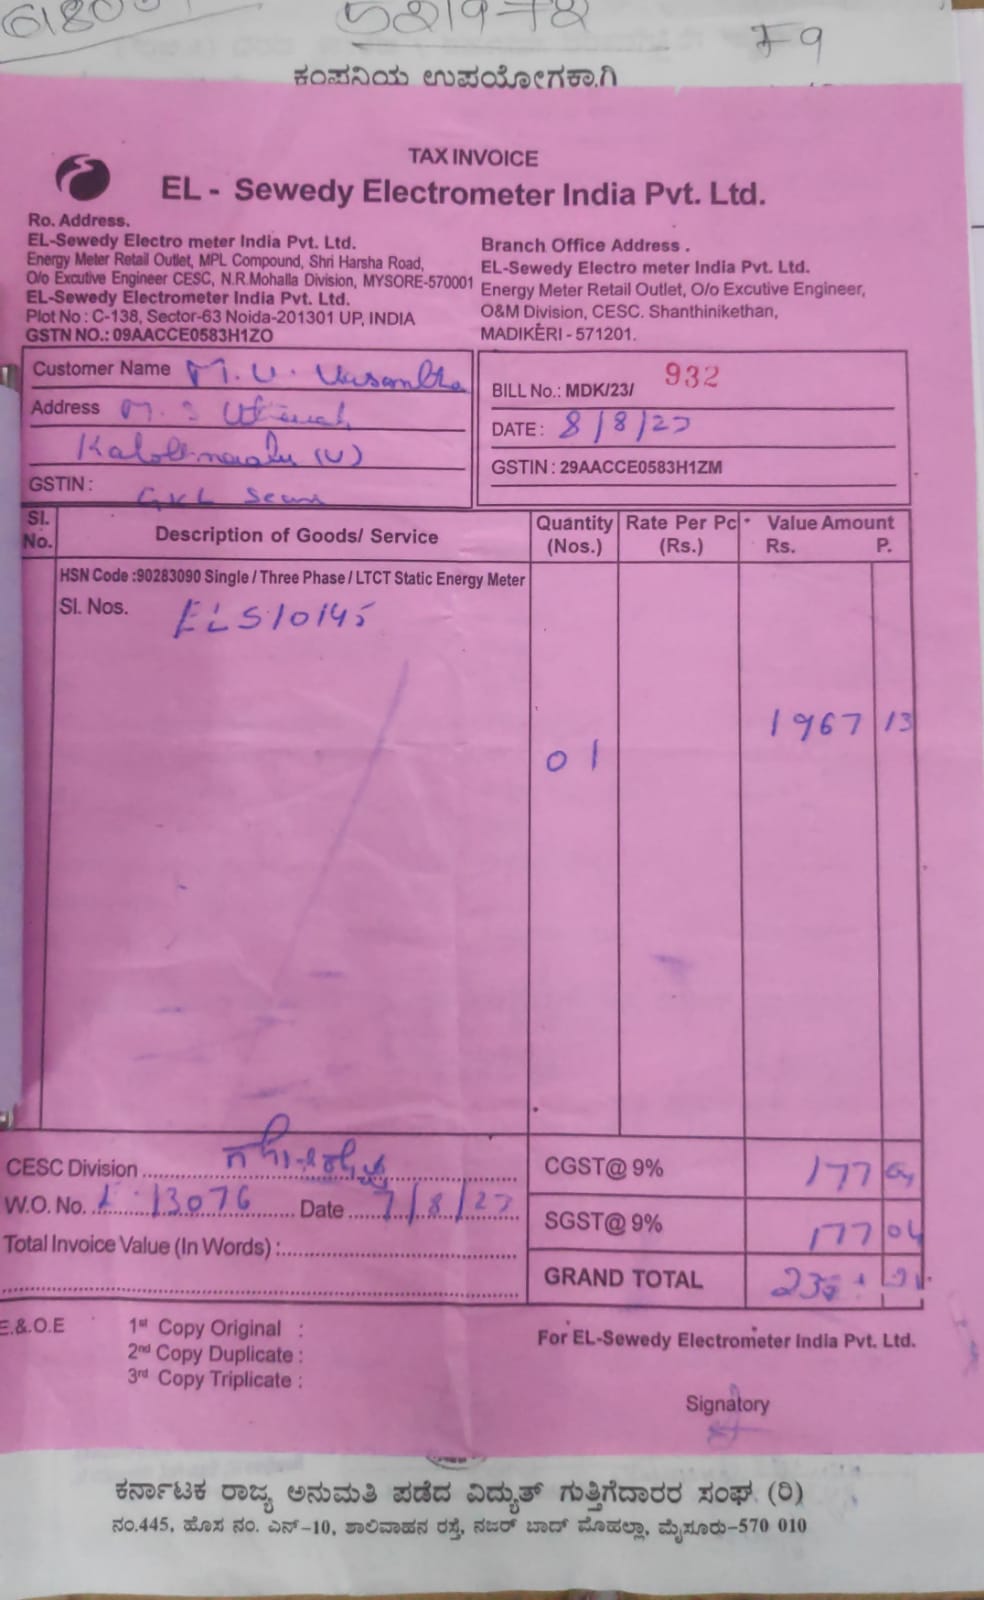 F9
ಕಂಪನಿಯ ಉಪಯೋಗಕ್ಕಾಗಿ
TAX INVOICE
EL - Sewedy Electrometer India Pvt. Ltd.
Ro. Address.
EL-Sewedy Electro meter India Pvt. Ltd.
Energy Meter Retail Outlet, MPL Compound, Shri Harsha Road,
O/o Excutive Engineer CESC, N.R.Mohalla Division, MYSORE-570001
EL-Sewedy Electrometer India Pvt. Ltd.
Plot No : C-138, Sector-63 Noida-201301 UP, INDIA
GSTN NO.: 09AACCE0583H1ZO
Branch Office Address .
EL-Sewedy Electro meter India Pvt. Ltd.
Energy Meter Retail Outlet, O/o Excutive Engineer,
O&M Division, CESC. Shanthinikethan,
MADIKERI - 571201.
Customer Name M. U. Vasantha
Address M. S
(V)
GSTIN :
BILL No.: MDK/23/ 932
DATE : 8/8/23
GSTIN : 29AACCE0583H1ZM
Sl. No. Description of Goods/ Service Quantity (Nos.) Rate Per Pc (Rs.) Value Amount Rs. P.
HSN Code :90283090 Single / Three Phase / LTCT Static Energy Meter
Sl. Nos. ELS10145
01 1967 13
CESC Division
W.O. No. 13076 Date 7/8/23
Total Invoice Value (In Words) :
CGST@ 9% 177 04
SGST@ 9% 177 04
GRAND TOTAL
E.&.O.E
1st Copy Original :
2nd Copy Duplicate :
3rd Copy Triplicate :
For EL-Sewedy Electrometer India Pvt. Ltd.
Signatory
ಕರ್ನಾಟಕ ರಾಜ್ಯ ಅನುಮತಿ ಪಡೆದ ವಿದ್ಯುತ್ ಗುತ್ತಿಗೆದಾರರ ಸಂಘ (ರಿ)
ನಂ.445, ಹೊಸ ನಂ. ಎನ್-10, ಶಾಲಿವಾಹನ ರಸ್ತೆ, ನಜರ್ ಬಾದ್ ಮೊಹಲ್ಲಾ, ಮೈಸೂರು-570 010